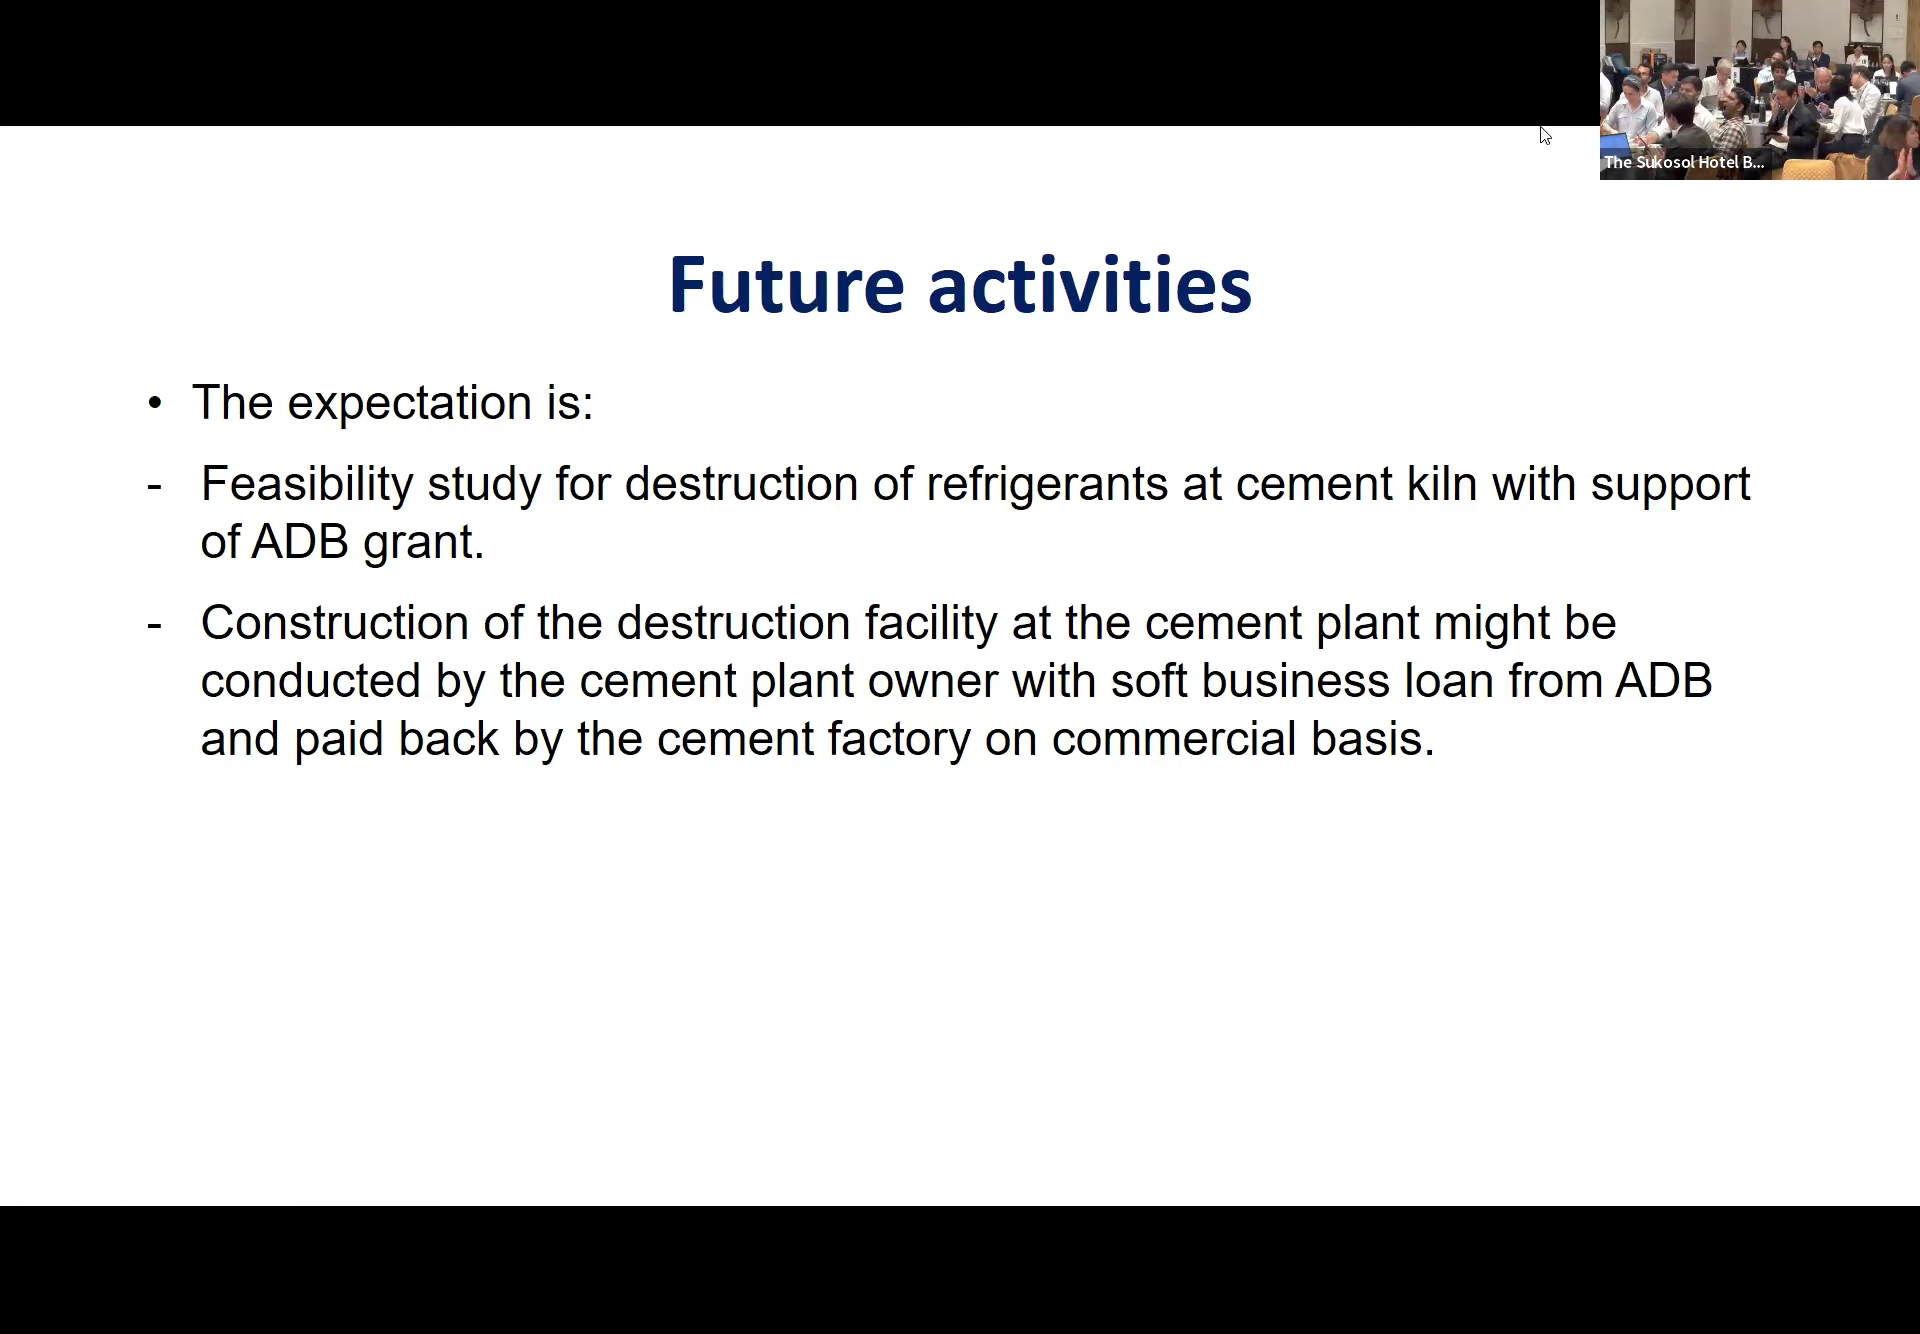 The Sukosol Hotel B...
Future activities
• The expectation is:
- Feasibility study for destruction of refrigerants at cement kiln with support
of ADB grant.
- Construction of the destruction facility at the cement plant might be
conducted by the cement plant owner with soft business loan from ADB
and paid back by the cement factory on commercial basis.